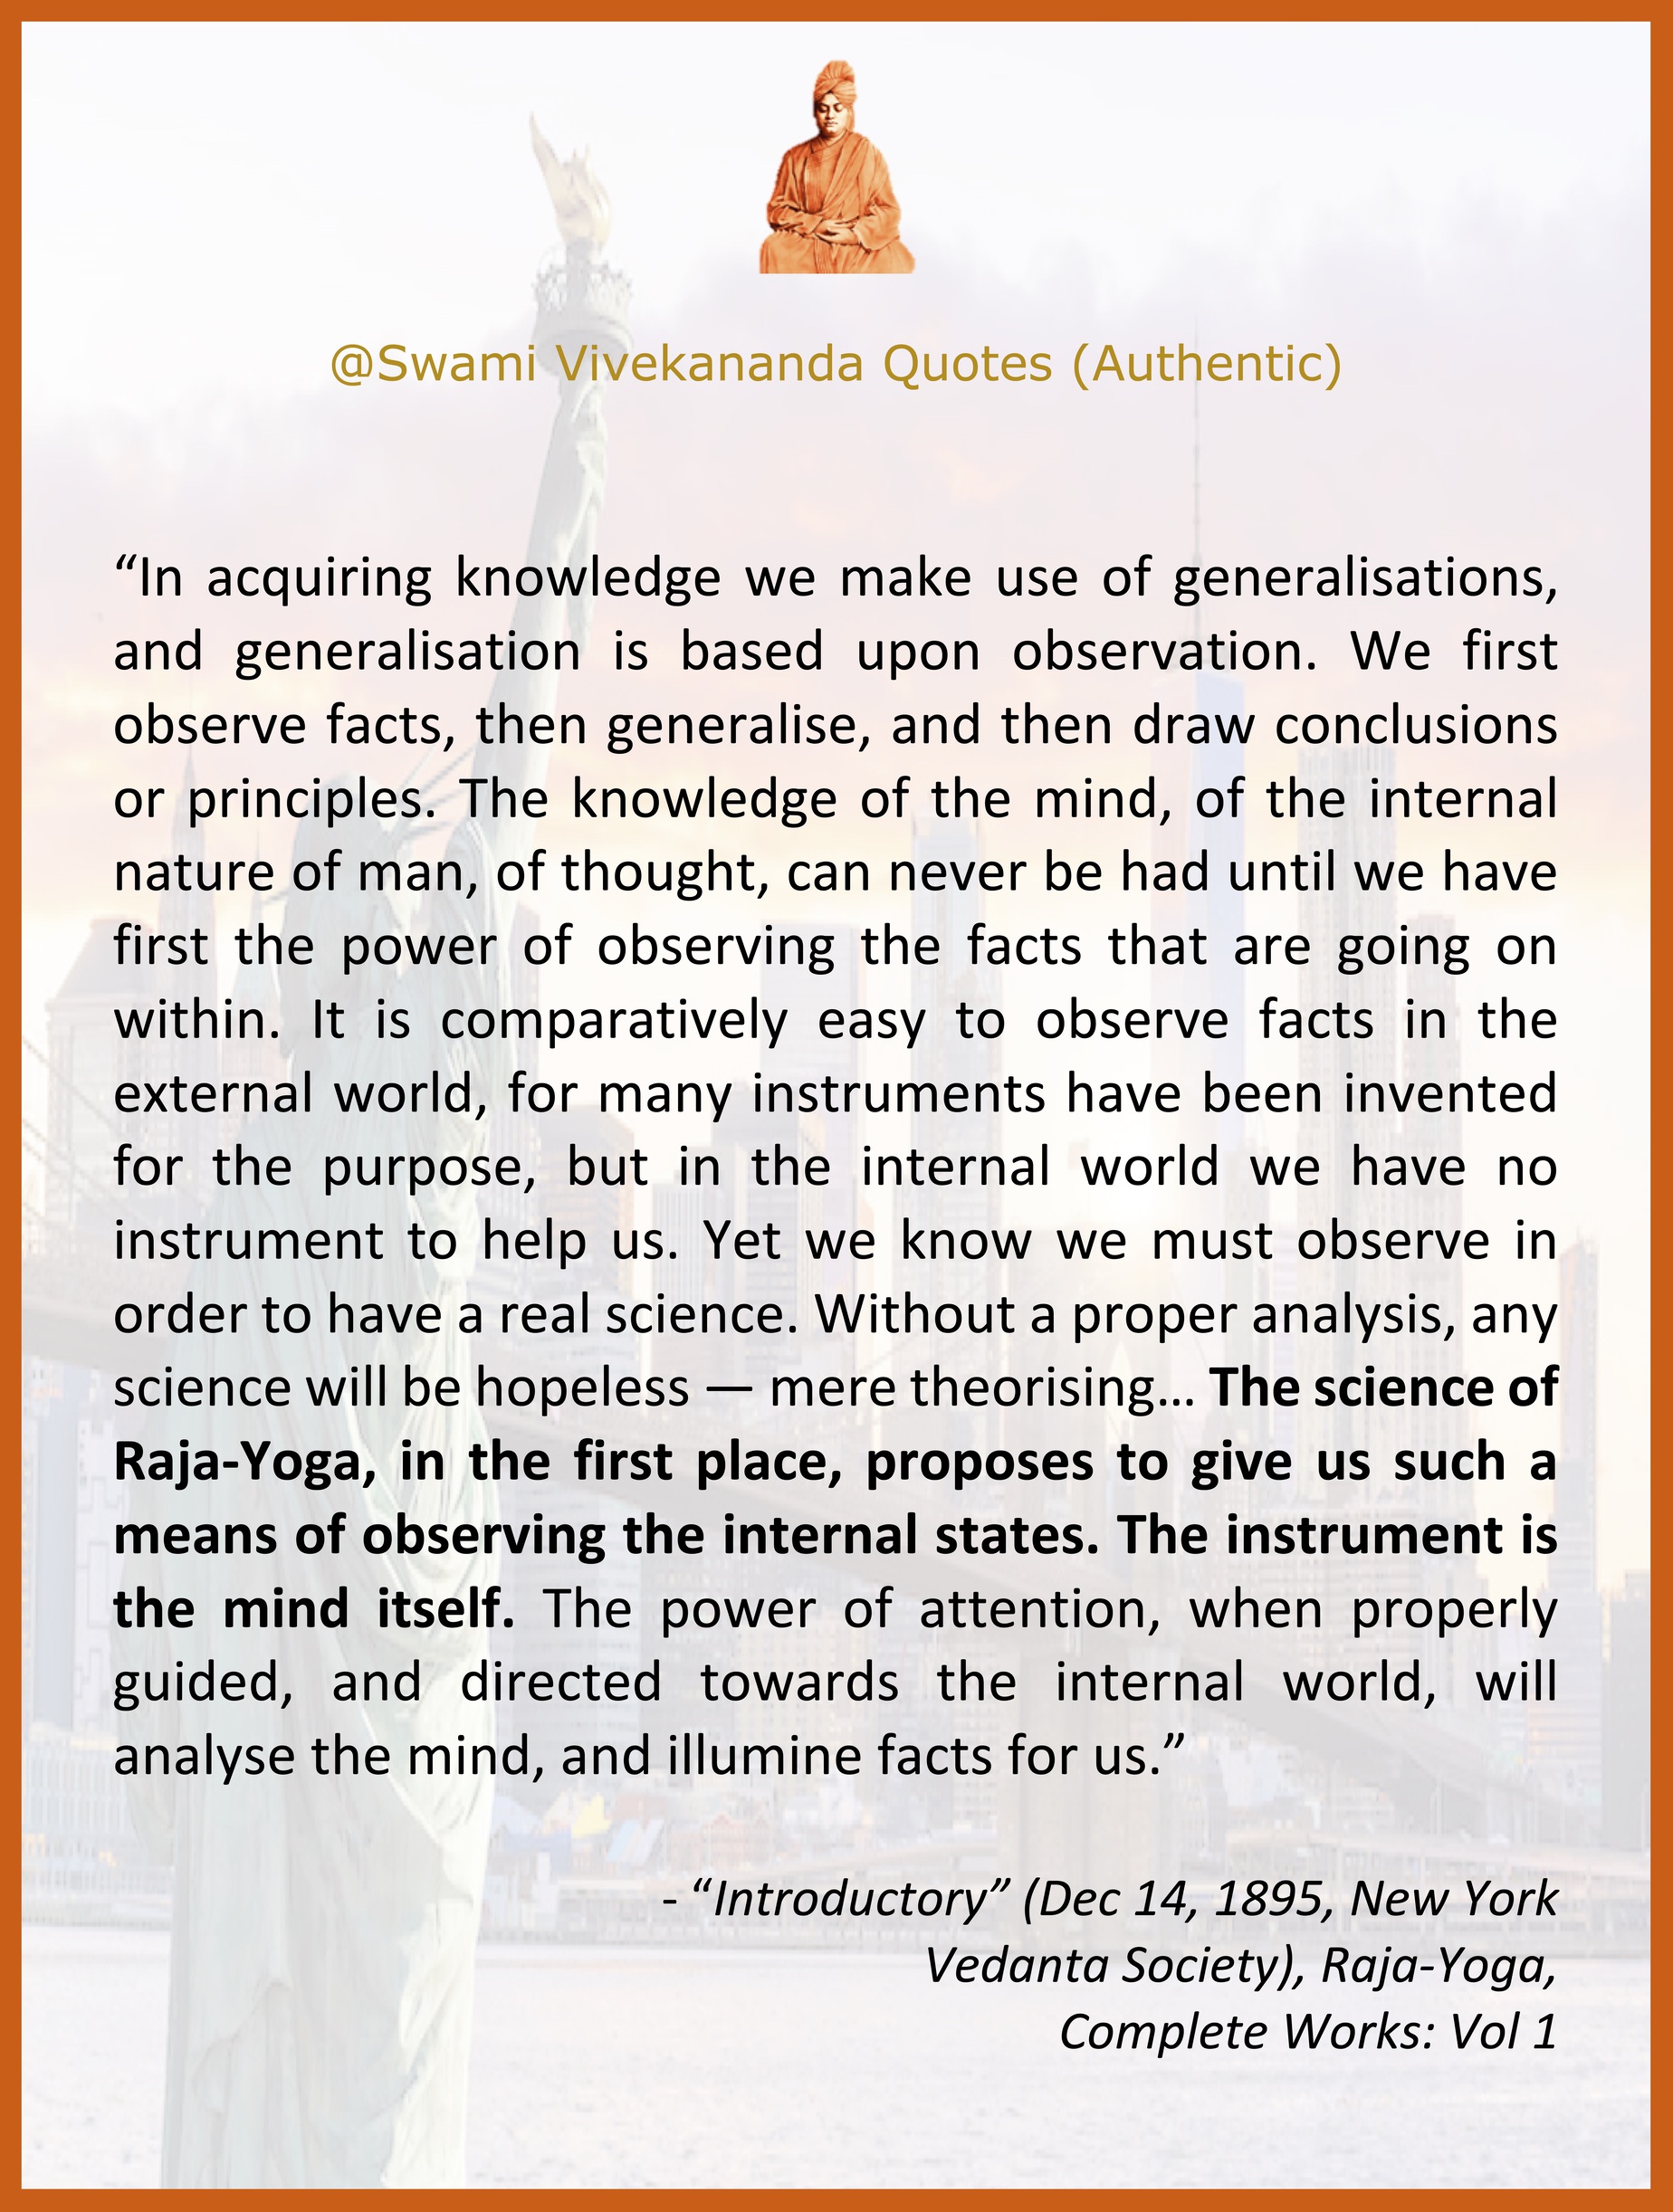 @Swami Vivekananda Quotes (Authentic)
“In acquiring knowledge we make use of generalisations,
and generalisation is based upon observation. We first
observe facts, then generalise, and then draw conclusions
or principles. The knowledge of the mind, of the internal
nature of man, of thought, can never be had until we have
first the power of observing the facts that are going on
within. It is comparatively easy to observe facts in the
external world, for many instruments have been invented
for the purpose, but in the internal world we have no
instrument to help us. Yet we know we must observe in
order to have a real science. Without a proper analysis, any
science will be hopeless — mere theorising... The science of
Raja-Yoga, in the first place, proposes to give us such a
means of observing the internal states. The instrument is
the mind itself. The power of attention, when properly
guided, and directed towards the internal world, will
analyse the mind, and illumine facts for us.”
- “Introductory” (Dec 14, 1895, New York
Vedanta Society), Raja-Yoga,
Complete Works: Vol 1